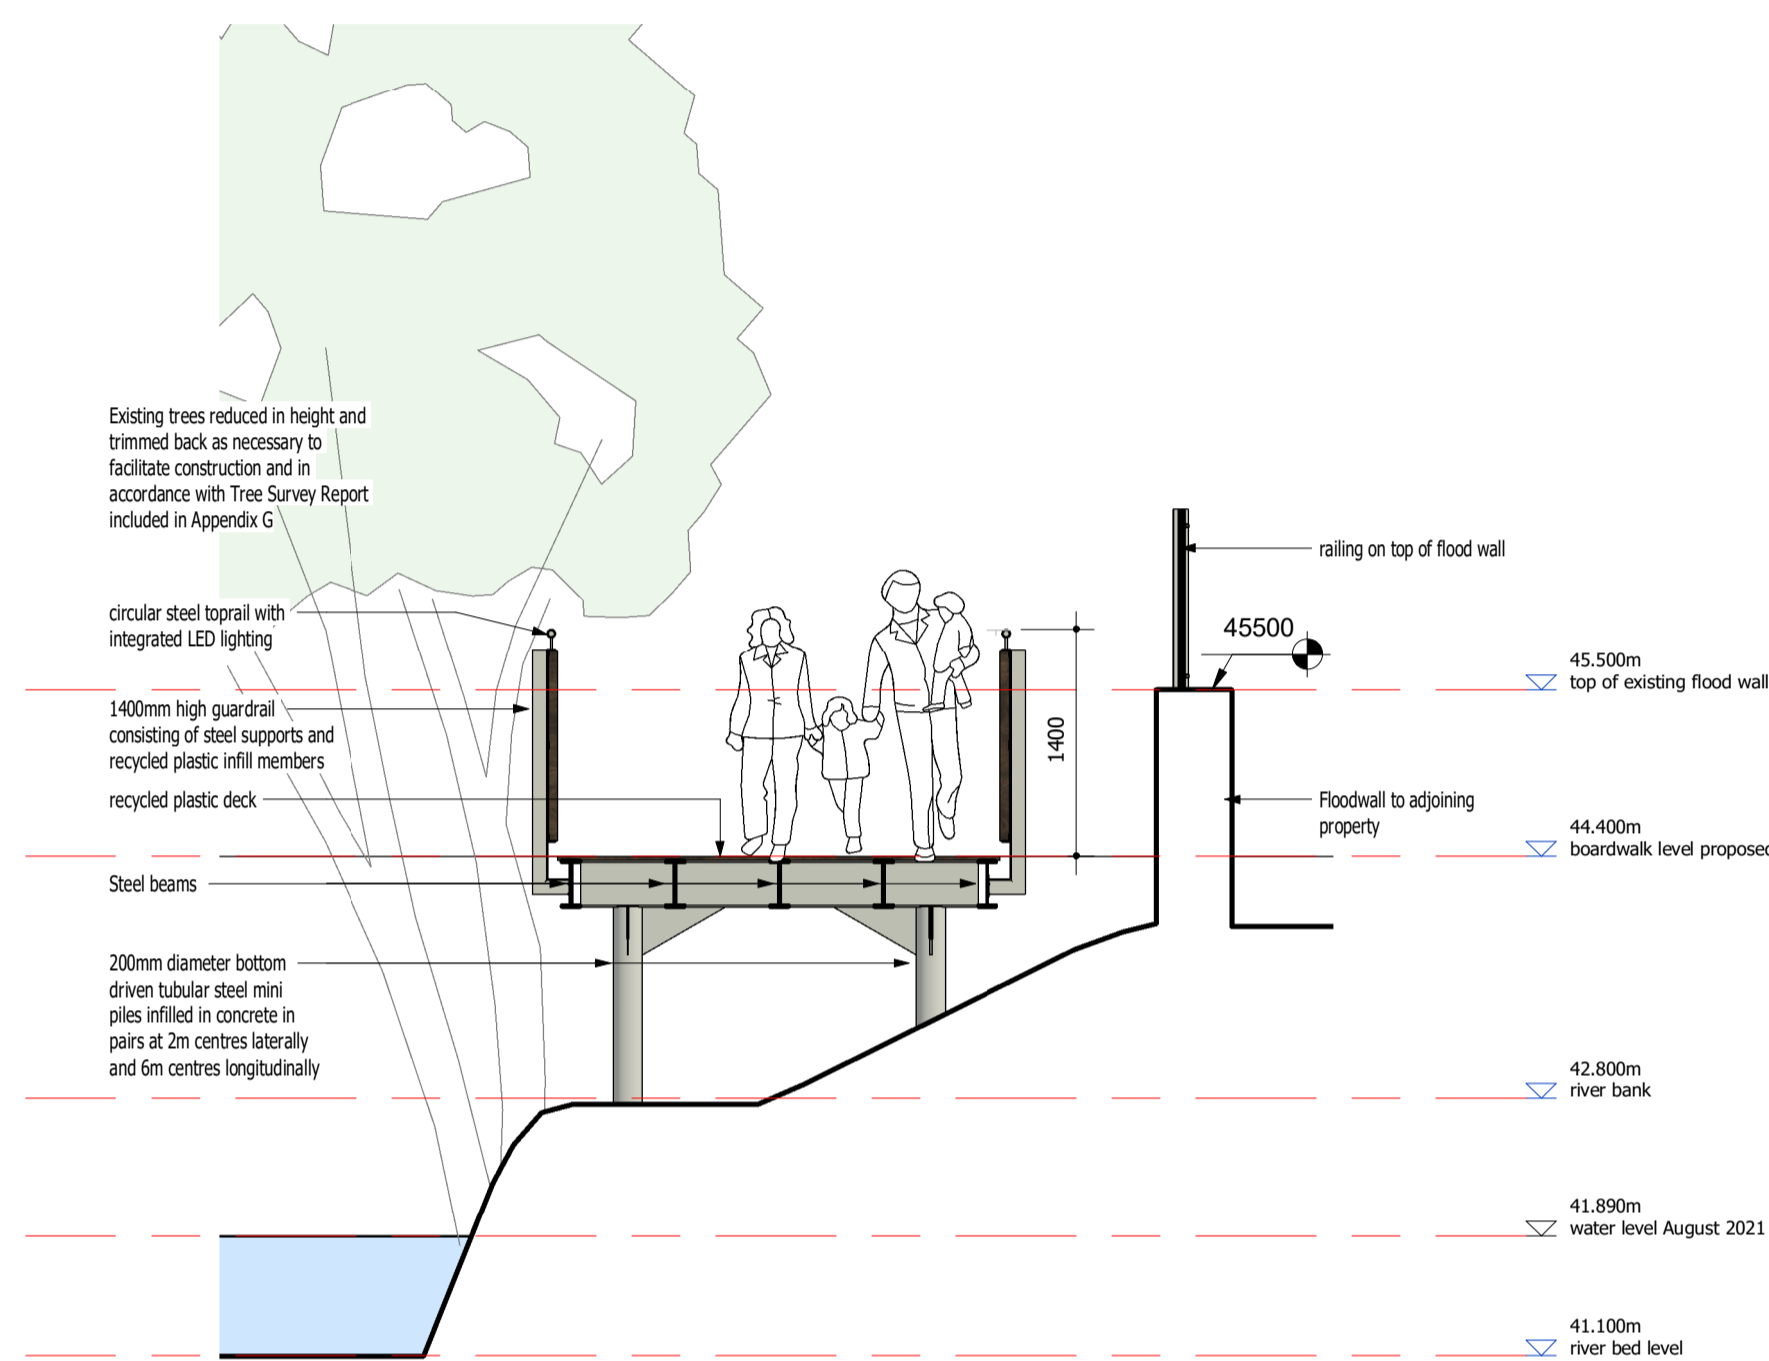 Existing trees reduced in height and
trimmed back as necessary to
facilitate construction and in
accordance with Tree Survey Report
included in Appendix G
circular steel toprail with
integrated LED lighting
1400mm high guardrail
consisting of steel supports and
recycled plastic infill members
recycled plastic deck
Steel beams
200mm diameter bottom
driven tubular steel mini
piles infilled in concrete in
pairs at 2m centres laterally
and 6m centres longitudinally
1400
railing on top of flood wall
45500
45.500m
top of existing flood wall
Floodwall to adjoining
property
44.400m
boardwalk level proposed
42.800m
river bank
41.890m
water level August 2021
41.100m
river bed level